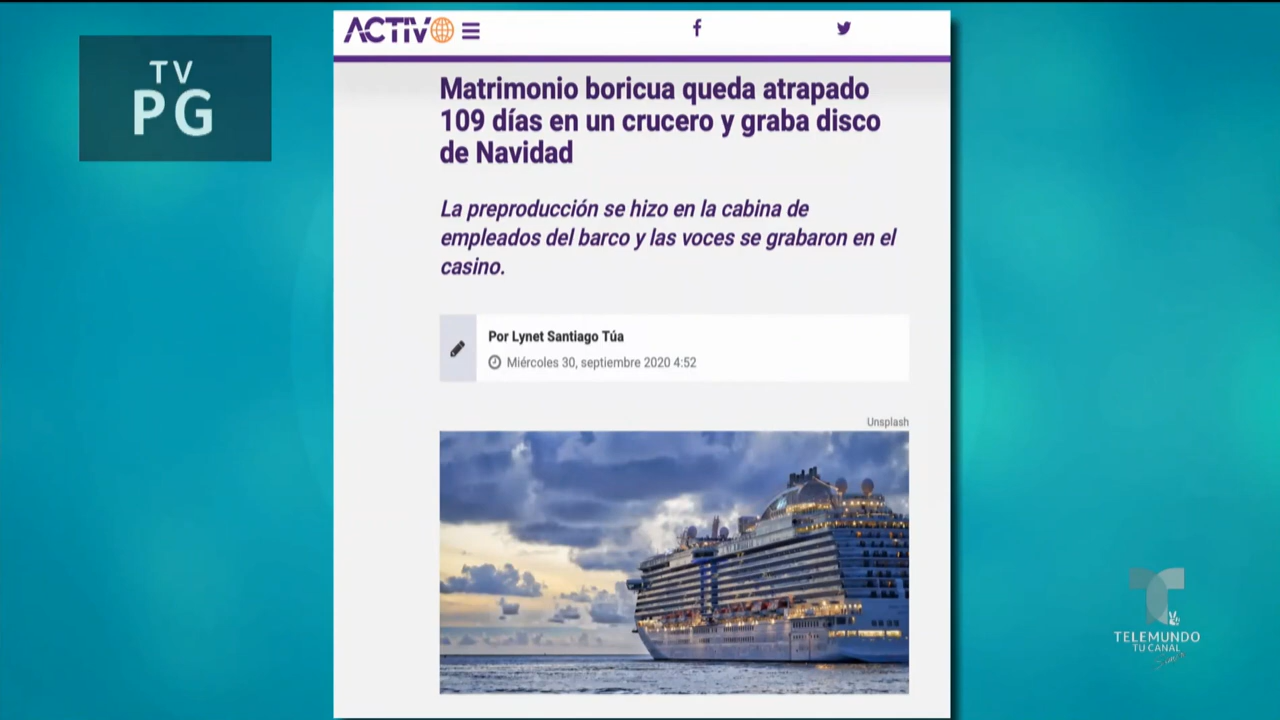 TV
PG
ACTIV
Matrimonio boricua queda atrapado
109 días en un crucero y graba disco
de Navidad
La preproducción se hizo en la cabina de
empleados del barco y las voces se grabaron en el
casino.
Por Lynet Santiago Túa
Miércoles 30, septiembre 2020 4:52
Unsplash
TELEMUNDO
TU CANAL